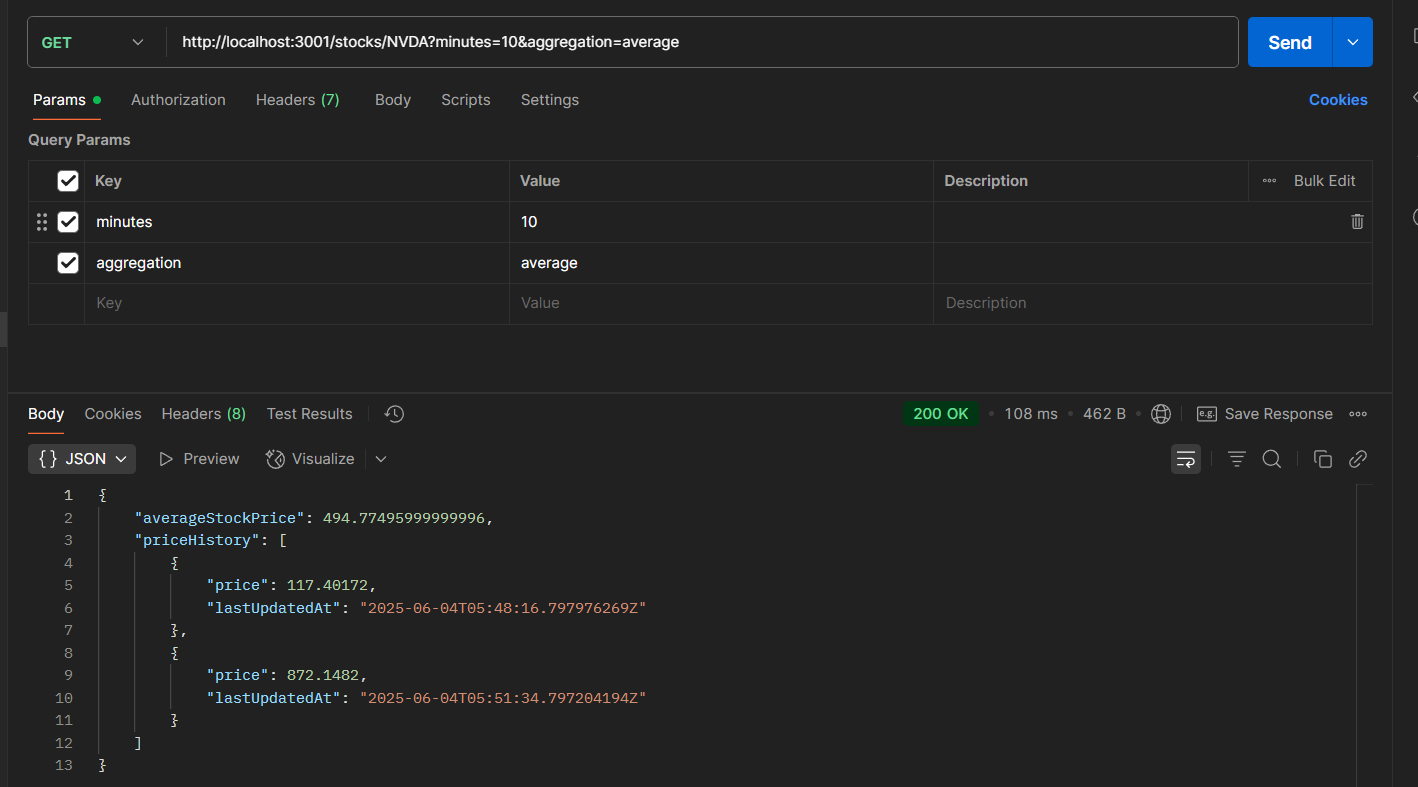 GET http://localhost:3001/stocks/NVDA?minutes=10&aggregation=average Send
Params Authorization Headers (7) Body Scripts Settings Cookies
Query Params
Key Value Description Bulk Edit
minutes 10
aggregation average
Key Value Description
Body Cookies Headers (8) Test Results 200 OK • 108 ms • 462 B • e.g. Save Response
{} JSON Preview Visualize
1 {
2 "averageStockPrice": 494.77495999999996,
3 "priceHistory": [
4 {
5 "price": 117.40172,
6 "lastUpdatedAt": "2025-06-04T05:48:16.797976269Z"
7 },
8 {
9 "price": 872.1482,
10 "lastUpdatedAt": "2025-06-04T05:51:34.797204194Z"
11 }
12 ]
13 }